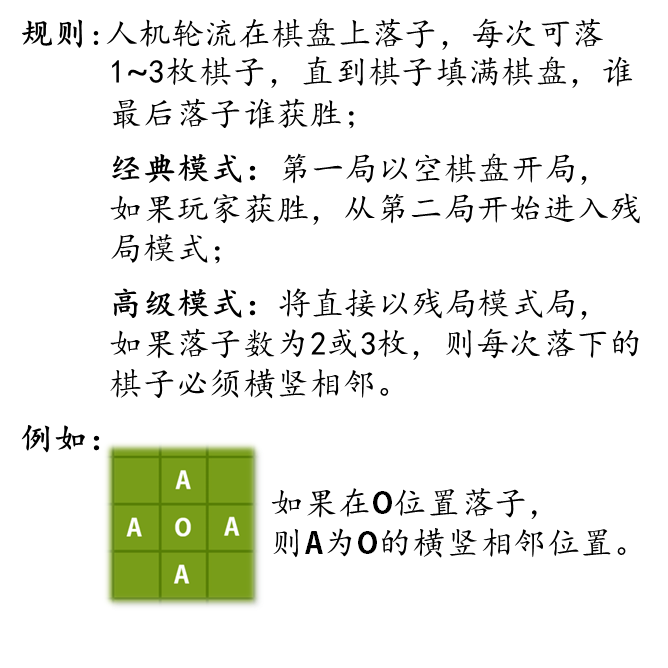 规则:人机轮流在棋盘上落子，每次可落
1~3枚棋子，直到棋子填满棋盘，谁
最后落子谁获胜；
经典模式：第一局以空棋盘开局，
如果玩家获胜，从第二局开始进入残
局模式；
高级模式：将直接以残局模式局，
如果落子数为2或3枚，则每次落下的
棋子必须横竖相邻。
例如：
A
A O A
A
如果在O位置落子，
则A为O的横竖相邻位置。